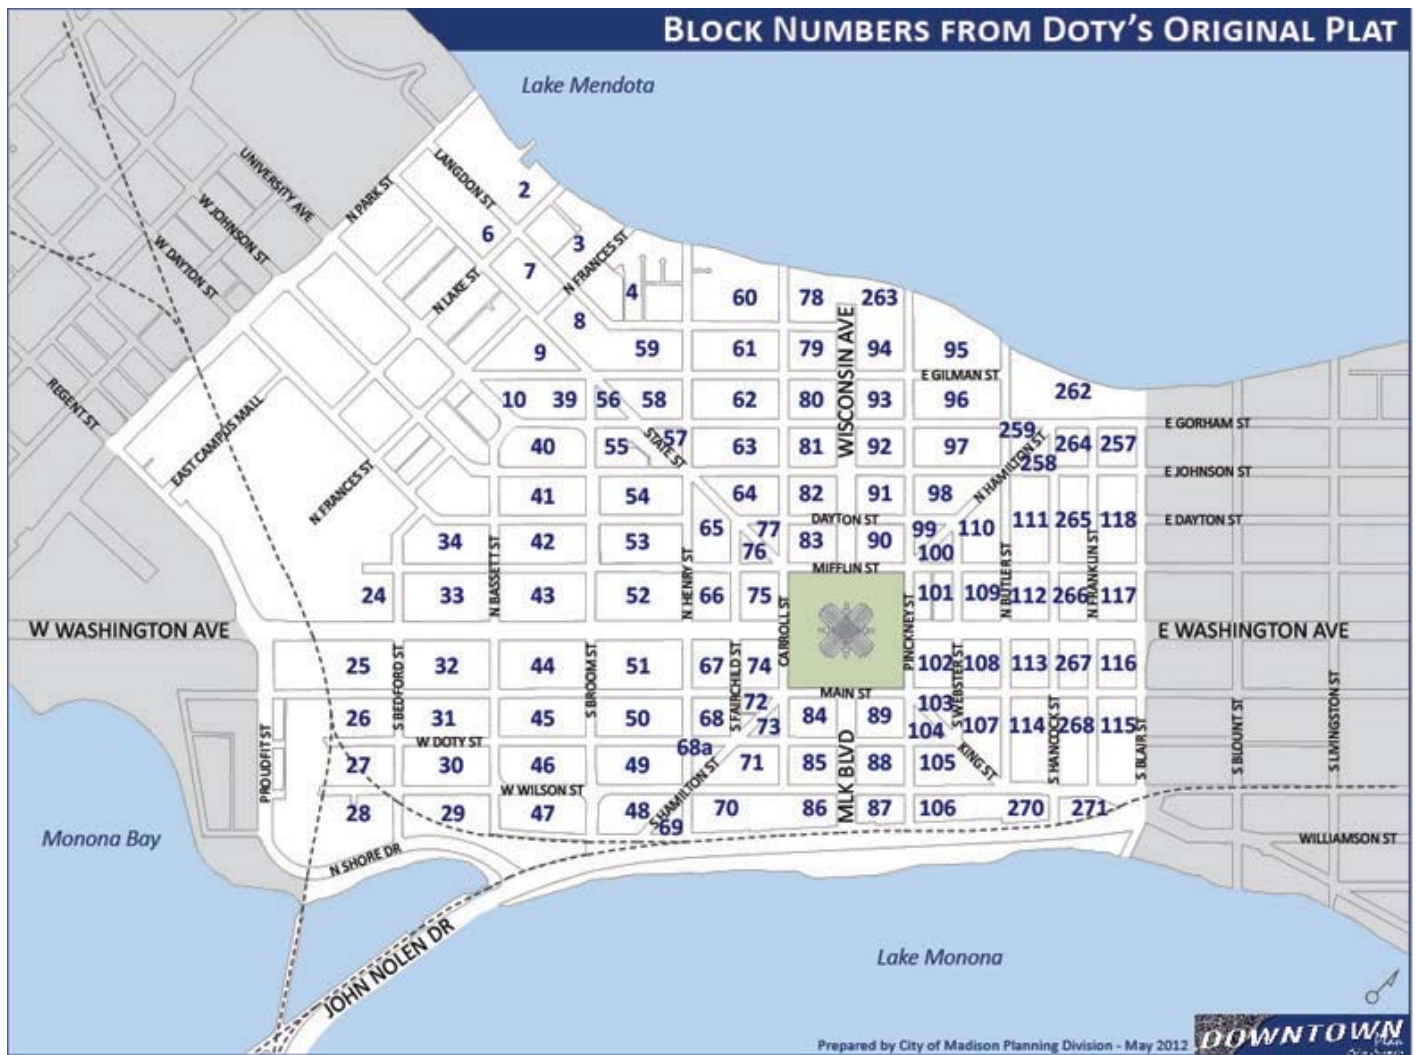 BLOCK NUMBERS FROM DOTY'S ORIGINAL PLAT
Lake Mendota
UNIVERSITY AVE
LANGDON ST
N PARK ST
2
W JOHNSON ST
6
3
W DAYTON ST
N FRANCES ST
7
N LAKE ST
4
60
78
263
8
WISCONSIN AVE
9
59
61
79
94
95
E GILMAN ST
REGENT ST
10
39
56
58
62
80
93
96
262
EAST CAMPUS MALL
E GORHAM ST
STATE ST
57
259
40
55
63
81
92
97
264
257
N HAMILTON ST
258
E JOHNSON ST
N FRANCES ST
41
54
64
82
91
98
DAYTON ST
111
265
118
E DAYTON ST
65
77
99
110
34
42
53
76
83
90
100
N BASSETT ST
N HENRY ST
MIFFLIN ST
N BUTLER ST
N FRANKLIN ST
24
33
43
52
66
75
101
109
112
266
117
CARROLL ST
PINCKNEY ST
W WASHINGTON AVE
E WASHINGTON AVE
25
32
44
51
67
74
102
108
113
267
116
S BEDFORD ST
S BROOM ST
S FAIRCHILD ST
S WEBSTER ST
MAIN ST
72
103
26
31
45
50
68
73
84
89
104
107
114
268
115
PROUDFIT ST
W DOTY ST
68a
MLK BLVD
KING ST
S HANCOCK ST
S BLAIR ST
S BLOUNT ST
S LIVINGSTON ST
27
30
46
49
71
85
88
105
W WILSON ST
S HAMILTON ST
28
29
47
48
69
70
86
87
106
270
271
Monona Bay
WILLIAMSON ST
N SHORE DR
JOHN NOLEN DR
Lake Monona
Prepared by City of Madison Planning Division - May 2012
DOWNTOWN
Plan